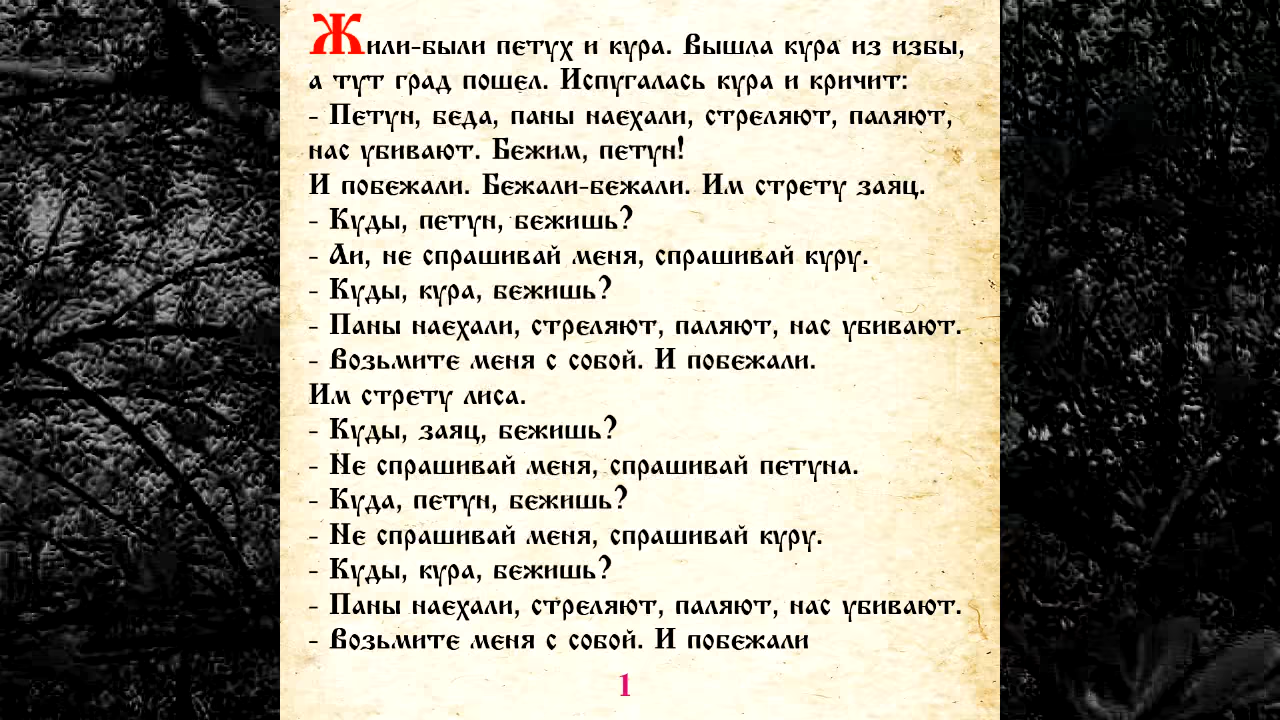 Жили-были петух и кура. Вышла кура из избы,
а тут град пошел. Испугалась кура и кричит:
- Петун, беда, паны наехали, стреляют, паляют,
нас убивают. Бежим, петун!
И побежали. Бежали-бежали. Им стрету заяц.
- Куды, петун, бежишь?
- Аи, не спрашивай меня, спрашивай куру.
- Куды, кура, бежишь?
- Паны наехали, стреляют, паляют, нас убивают.
- Возьмите меня с собой. И побежали.
Им стрету лиса.
- Куды, заяц, бежишь?
- Не спрашивай меня, спрашивай петуна.
- Куда, петун, бежишь?
- Не спрашивай меня, спрашивай куру.
- Куды, кура, бежишь?
- Паны наехали, стреляют, паляют, нас убивают.
- Возьмите меня с собой. И побежали
1